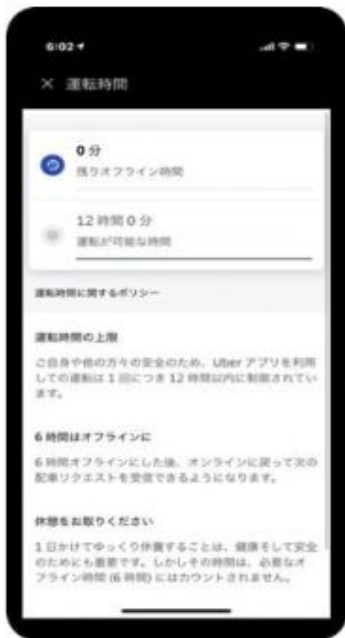 6:02
運転時間
0 分
残りオフライン時間
12 時間 0 分
運転が可能な時間
運転時間に関するポリシー
運転時間の上限
ご自身や他の方々の安全のため、Uber アプリを利用
しての運転は 1 回につき 12 時間以内に制限されてい
ます。
6 時間はオフラインに
6 時間オフラインにした後、オンラインに戻って次の
配車リクエストを受信できるようになります。
休憩をお取りください
1 日かけてゆっくり休養することは、健康そして安全
のためにも重要です。しかしその時間は、必要なオ
フライン時間 (6 時間) にはカウントされません。